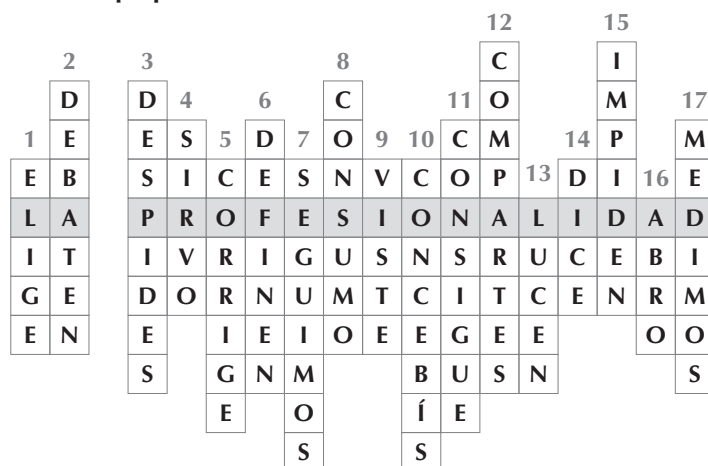 12 15
2 3 8 C I
D D 4 6 C 11 O M 17
1 E E S 5 D 7 O 9 10 C M 14 P M
E B S I C E S N V C O P 13 D I 16 E
L A P R O F E S I O N A L I D A D
I T I V R I G U S N S R U C E B I
G E D O R N U M T C I T C E N R M
E N E I E I O E E G E E O O
S G N M B U S N S
E O Í E
S S